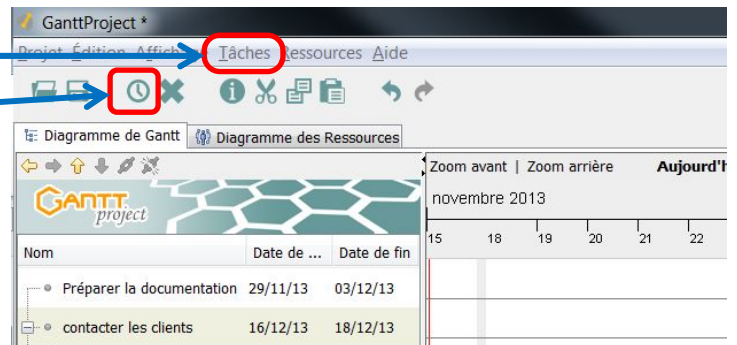 GanttProject *
Projet Édition Affichage Tâches Ressources Aide
Diagramme de Gantt Diagramme des Ressources
Zoom avant | Zoom arrière Aujourd'h
GANTT project
novembre 2013
15 18 19 20 21 22
Nom Date de ... Date de fin
Préparer la documentation 29/11/13 03/12/13
contacter les clients 16/12/13 18/12/13